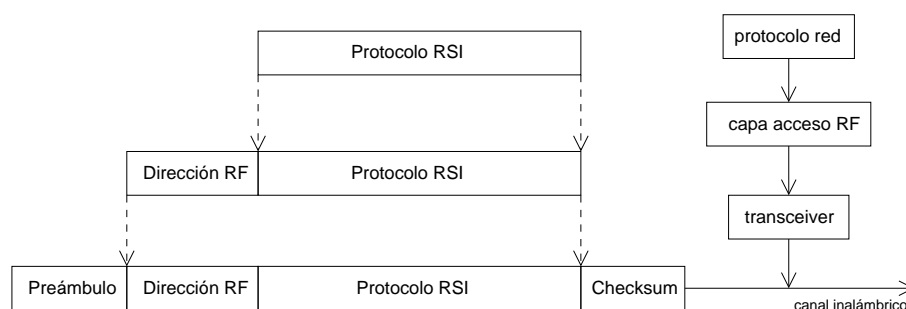 protocolo red
Protocolo RSI
capa acceso RF
Dirección RF
Protocolo RSI
transceiver
Preámbulo
Dirección RF
Protocolo RSI
Checksum
canal inalámbrico